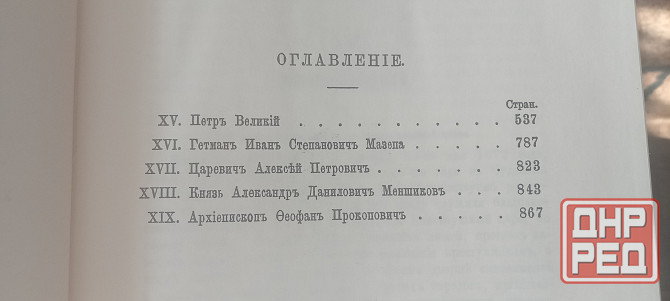 ОГЛАВЛЕНІЕ.
Стран.
XV. Петръ Великій . . . . . . . . . . . 537
XVI. Гетманъ Иванъ Степановичъ Мазепа . . . . . 787
XVII. Царевичъ Алексѣй Петровичъ . . . . . . . 823
XVIII. Князь Александръ Даниловичъ Меншиковъ . . . . 843
XIX. Архіепископъ Ѳеофанъ Прокоповичъ . . . . . 867
ДНР
РЕД